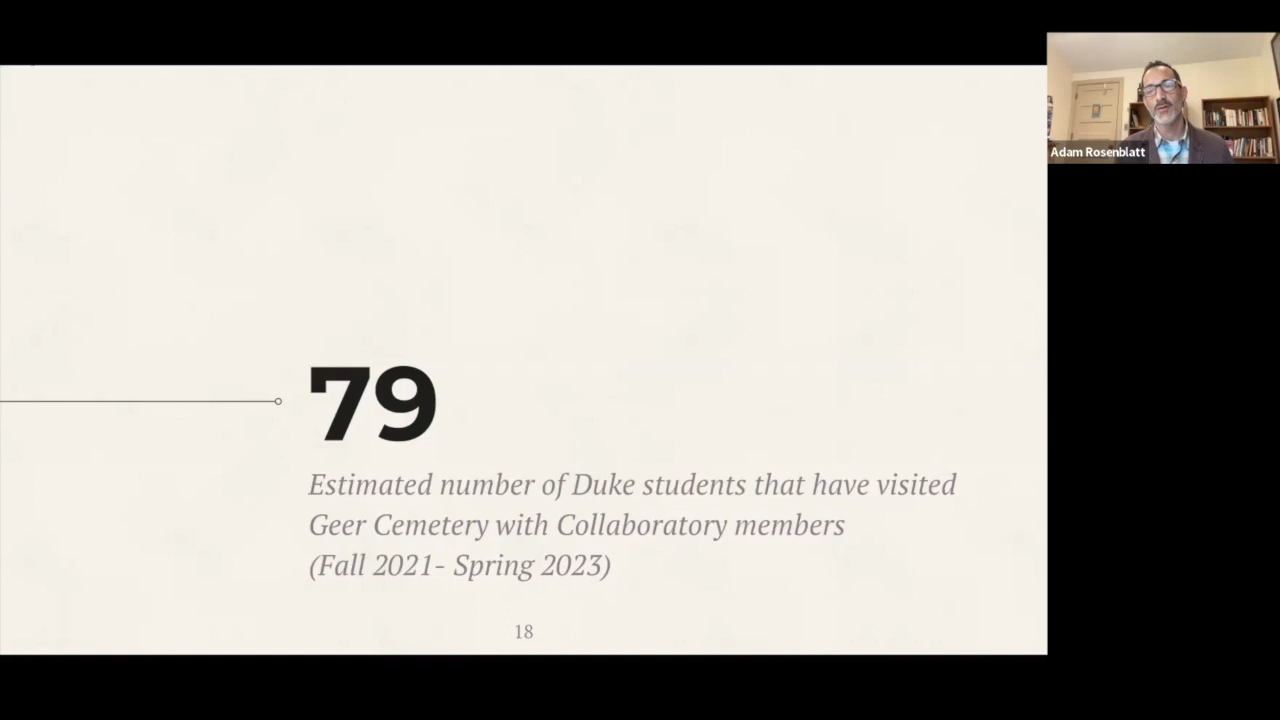 79
Estimated number of Duke students that have visited
Geer Cemetery with Collaboratory members
(Fall 2021- Spring 2023)
18
Adam Rosenblatt